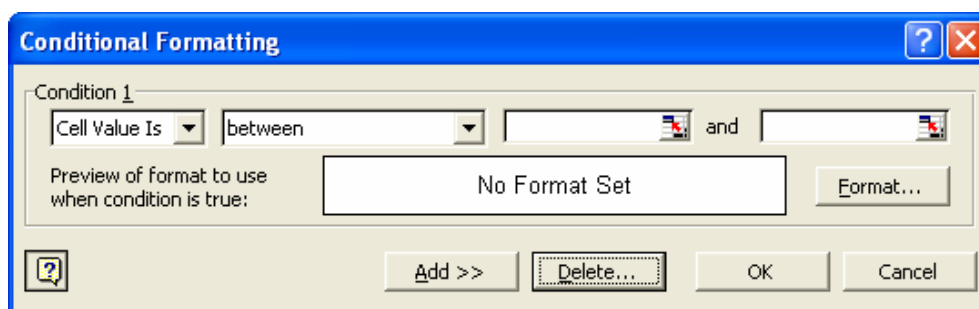 Conditional Formatting
Condition 1
Cell Value Is between and
Preview of format to use
when condition is true:
No Format Set
Format...
Add >> Delete... OK Cancel